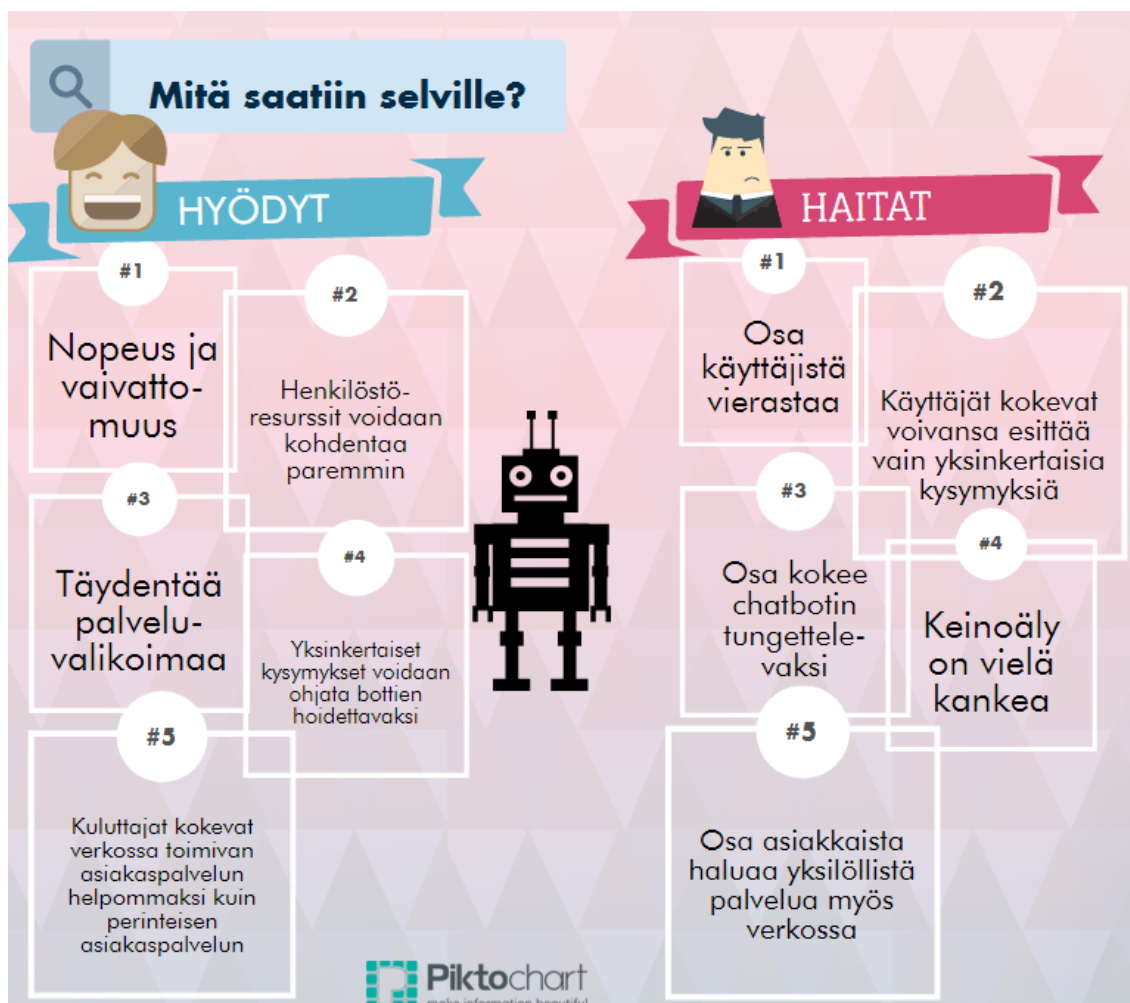 Mitä saatiin selville?
HYÖDYT
#1
Nopeus ja
vaivatto-
muus
#2
Henkilöstö-
resurssit voidaan
kohdentaa
paremmin
#3
Täydentää
palvelu-
valikoimaa
#4
Yksinkertaiset
kysymykset voidaan
ohjata bottien
hoidettavaksi
#5
Kuluttajat kokevat
verkossa toimivan
asiakaspalvelun
helpommaksi kuin
perinteisen
asiakaspalvelun
HAITAT
#1
Osa
käyttäjistä
vierastaa
#2
Käyttäjät kokevat
voivansa esittää
vain yksinkertaisia
kysymyksiä
#3
Osa kokee
chatbotin
tungettele-
vaksi
#4
Keinoäly
on vielä
kankea
#5
Osa asiakkaista
haluaa yksilöllistä
palvelua myös
verkossa
Piktochart
make information beautiful